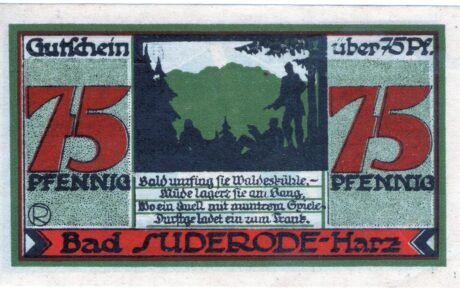 Gutschein
über 75 Pf.
75
PFENNIG
75
PFENNIG
Bald umfing sie Waldeskühle,-
Müde lagert sie am Hang,
Wo ein Quell mit muntrem Spiele
Durstge ladet ein zum Trank.
R
Bad SUDERODE-Harz